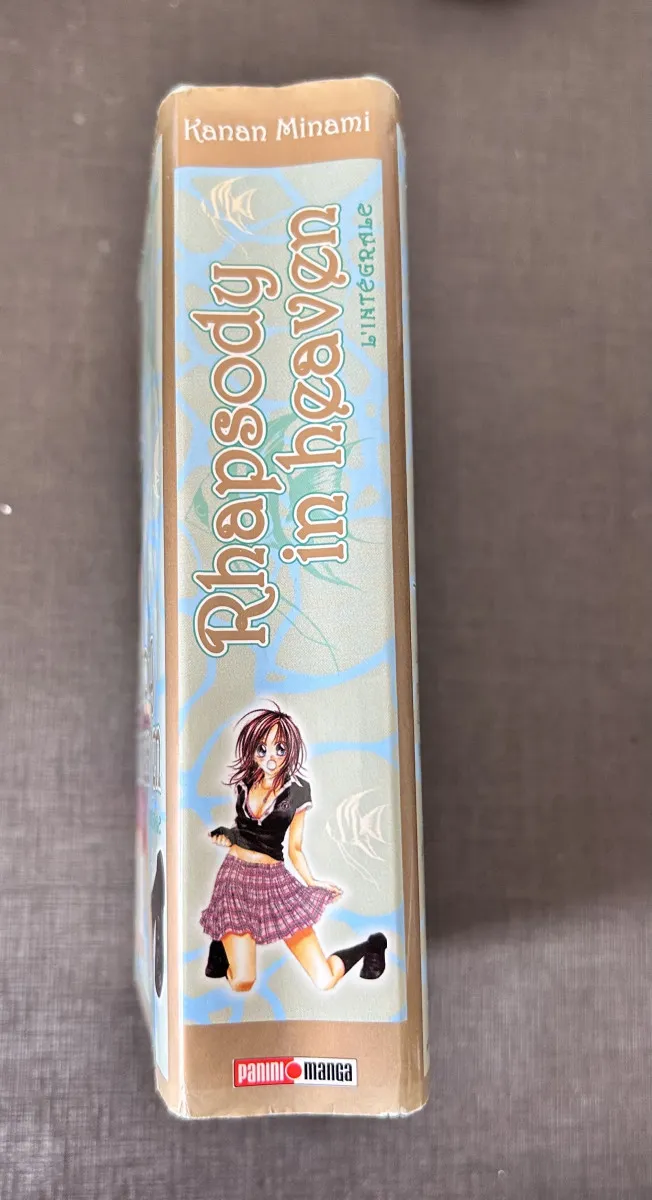 Kanan Minami
Rhapsody
in heaven
L'INTÉGRALE
PANINI MANGA